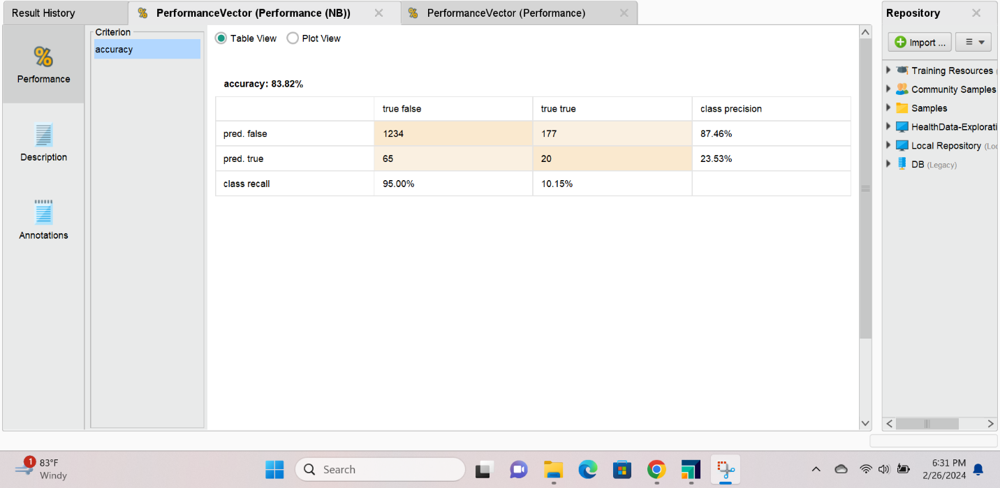 Result History
% PerformanceVector (Performance (NB))
% PerformanceVector (Performance)
Repository
%
Performance
Description
Annotations
Criterion
accuracy
Table View Plot View
accuracy: 83.82%
true false true true class precision
pred. false 1234 177 87.46%
pred. true 65 20 23.53%
class recall 95.00% 10.15%
Import ...
Training Resources
Community Samples
Samples
HealthData-Explorati
Local Repository (Loc
DB (Legacy)
1
83°F
Windy
Search
6:31 PM
2/26/2024